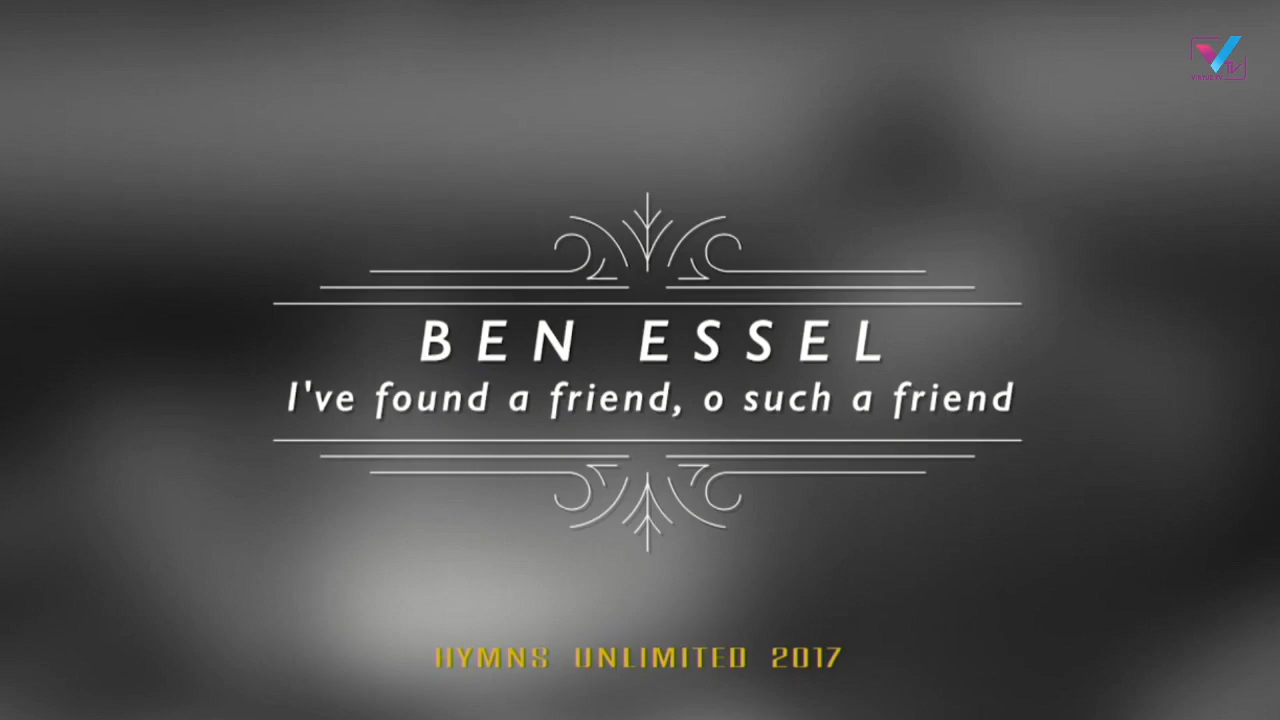 BEN ESSEL
I've found a friend, o such a friend
HYMNS UNLIMITED 2017